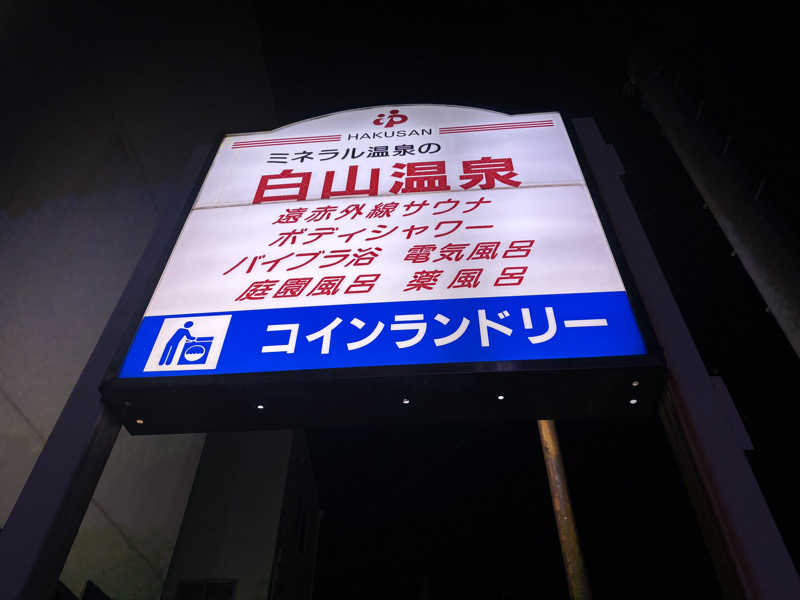 HAKUSAN
ミネラル温泉の
白山温泉
遠赤外線サウナ
ボディシャワー
バイブラ浴 電気風呂
庭園風呂 薬風呂
コインランドリー